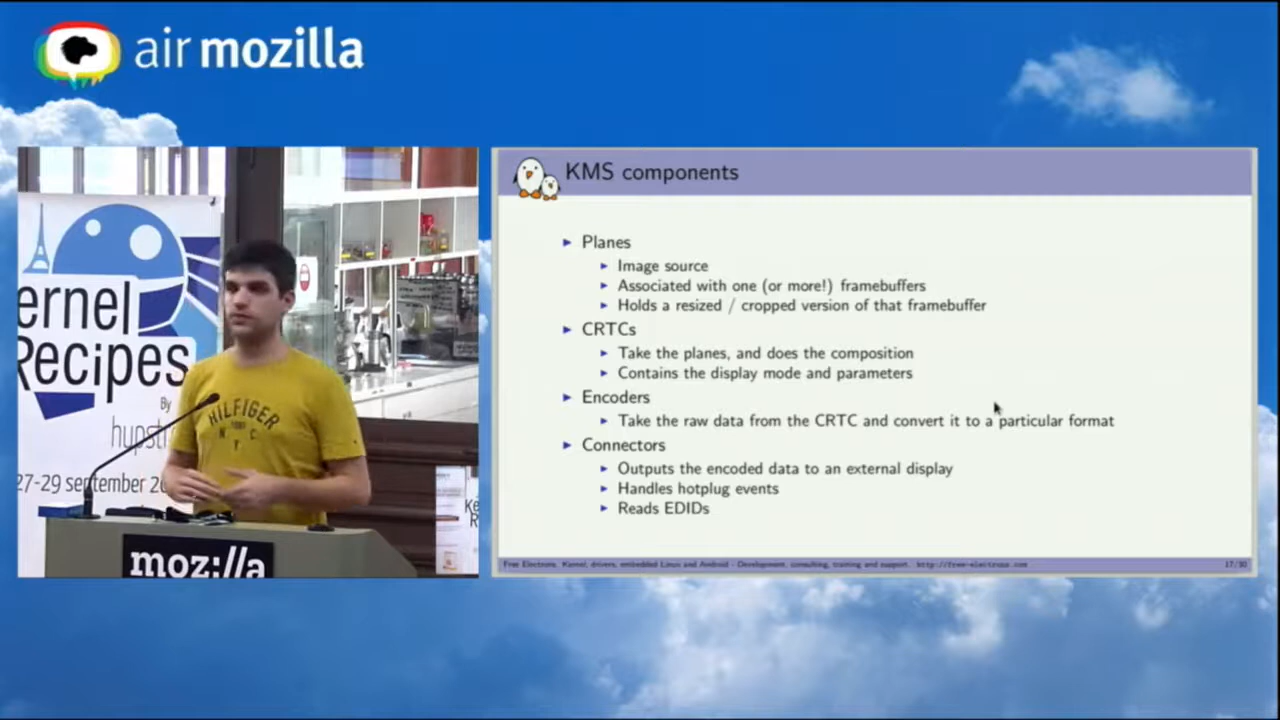 air mozilla
ernel
Recipes
By
hupst
27-29 september 20
HILFIGER
N Y C
moz://a
KMS components
Planes
Image source
Associated with one (or more!) framebuffers
Holds a resized / cropped version of that framebuffer
CRTCs
Take the planes, and does the composition
Contains the display mode and parameters
Encoders
Take the raw data from the CRTC and convert it to a particular format
Connectors
Outputs the encoded data to an external display
Handles hotplug events
Reads EDIDs
Free Electrons. Kernel, drivers, embedded Linux and Android - Development, consulting, training and support. http://free-electrons.com
17/30